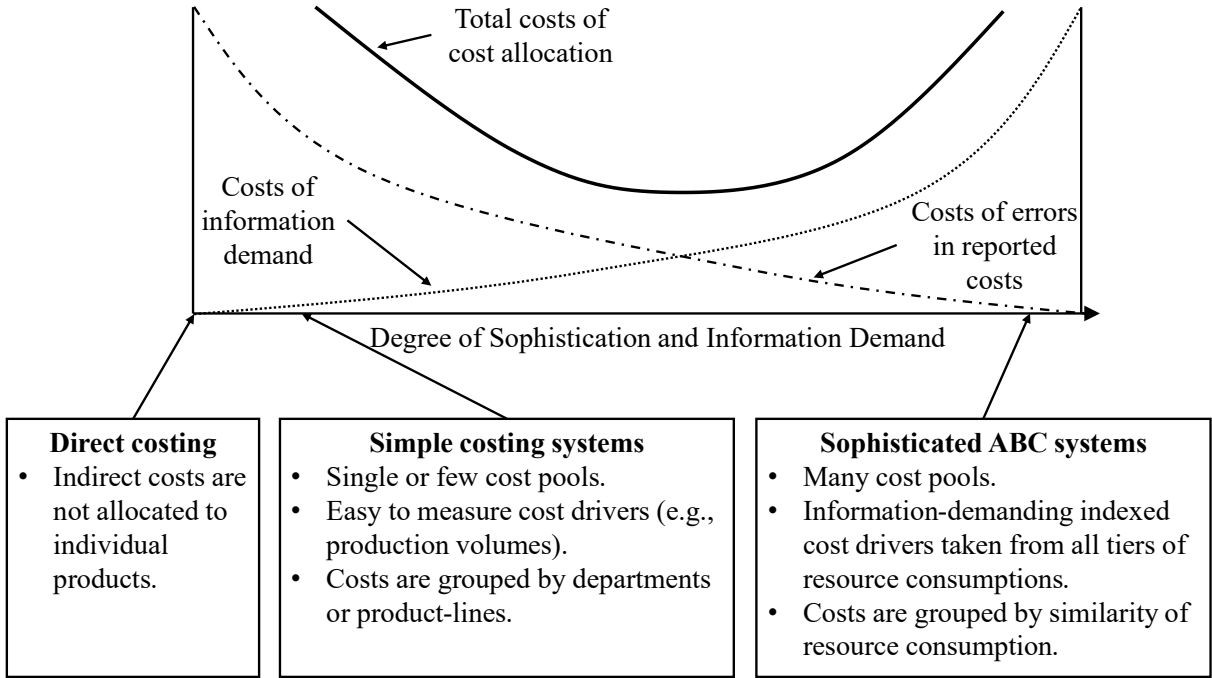 Total costs of
cost allocation
Costs of
information
demand
Costs of errors
in reported
costs
Degree of Sophistication and Information Demand
Direct costing
• Indirect costs are
not allocated to
individual
products.
Simple costing systems
• Single or few cost pools.
• Easy to measure cost drivers (e.g.,
production volumes).
• Costs are grouped by departments
or product-lines.
Sophisticated ABC systems
• Many cost pools.
• Information-demanding indexed
cost drivers taken from all tiers of
resource consumptions.
• Costs are grouped by similarity of
resource consumption.